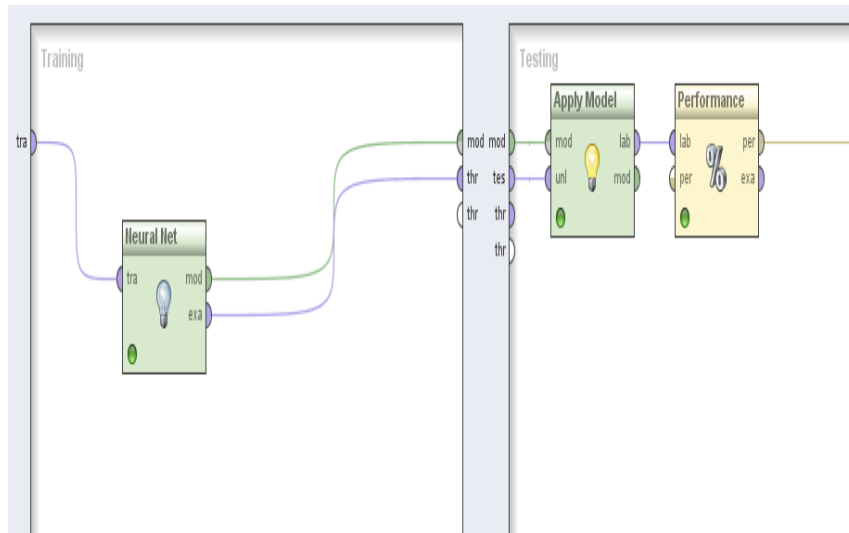 Training
Testing
tra
Neural Net
tra
mod
exa
mod
thr
thr
mod
tes
thr
thr
Apply Model
mod
lab
unl
mod
Performance
lab
per
per
exa
%